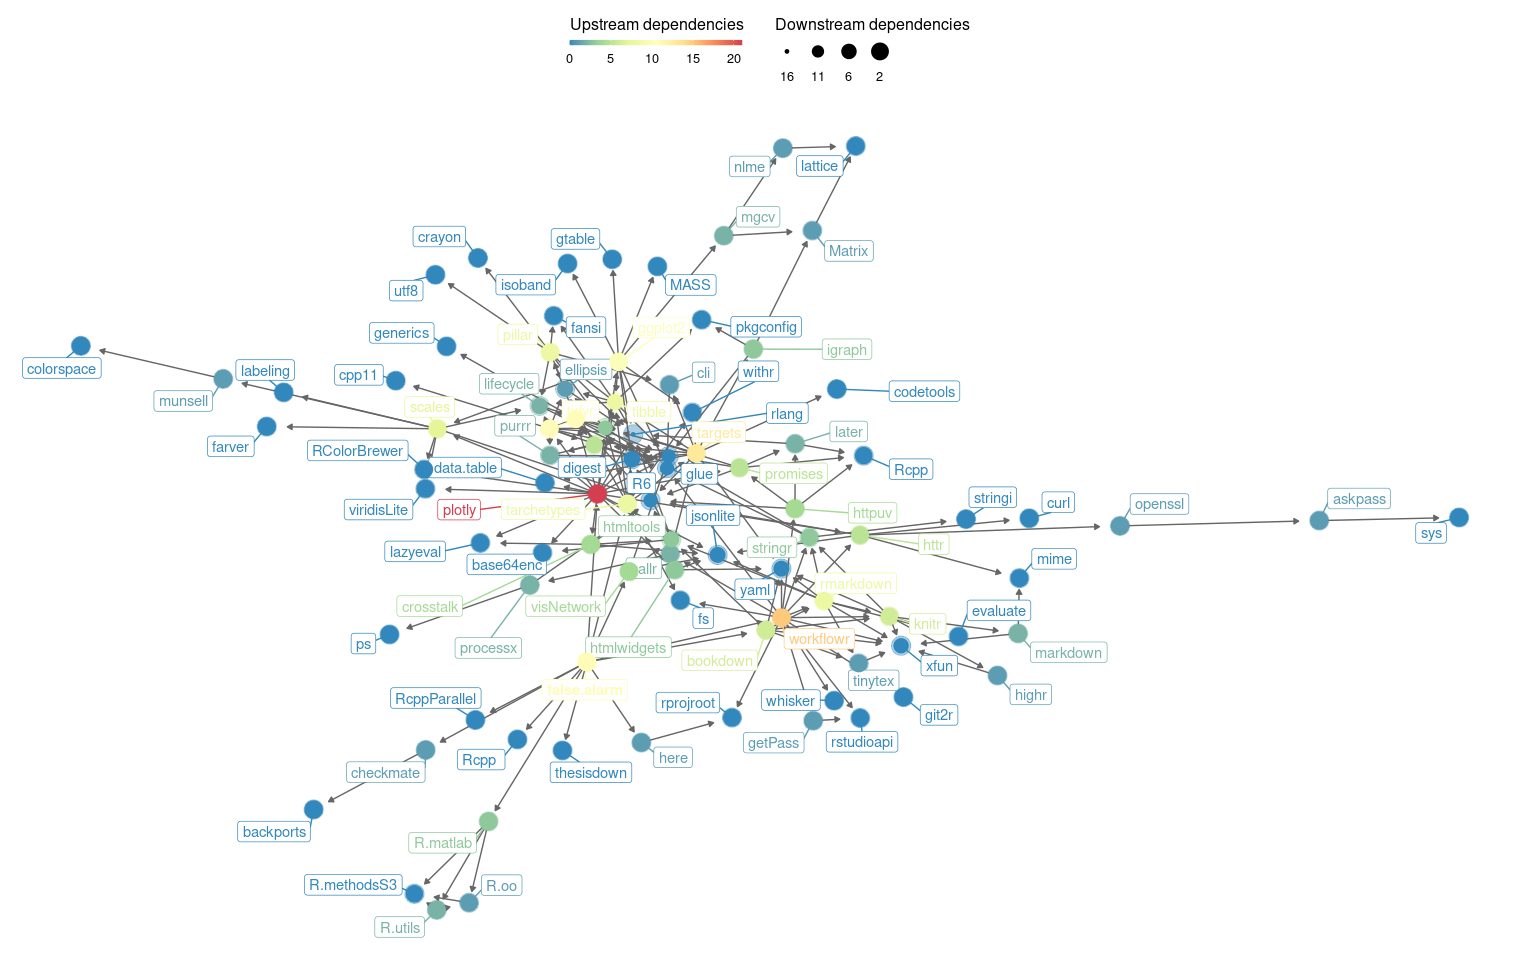 Upstream dependencies
Downstream dependencies
0 5 10 15 20
16 11 6 2
nlme
lattice
mgcv
crayon
gtable
Matrix
isoband
MASS
utf8
generics
pillar
fansi
ggplot2
pkgconfig
igraph
colorspace
labeling
cpp11
ellipsis
cli
withr
munsell
lifecycle
codetools
scales
tibble
rlang
farver
purrr
targets
later
RColorBrewer
data.table
digest
glue
promises
Rcpp
R6
viridisLite
plotly
tarchetypes
jsonlite
httpuv
stringi
curl
openssl
askpass
htmltools
sys
lazyeval
base64enc
stringr
httr
allr
yaml
rmarkdown
mime
crosstalk
visNetwork
fs
evaluate
knitr
ps
processx
htmlwidgets
workflowr
bookdown
xfun
markdown
tinytex
false.alarm
highr
RcppParallel
rprojroot
whisker
git2r
getPass
rstudioapi
Rcpp
here
checkmate
thesisdown
backports
R.matlab
R.methodsS3
R.oo
R.utils